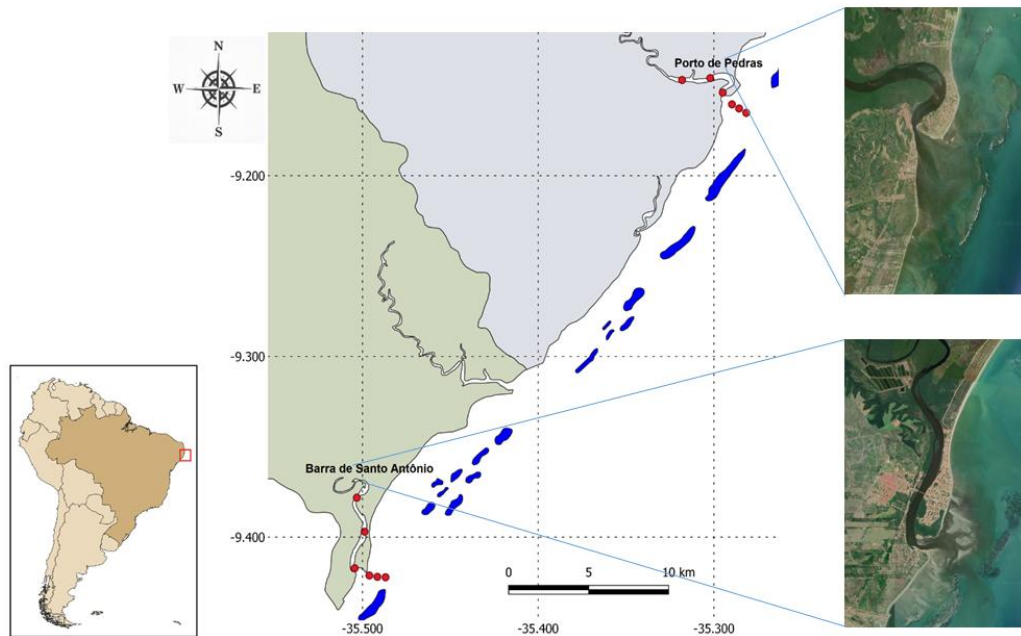 N
W E
S
Porto de Pedras
-9.200
-9.300
Barra de Santo Antônio
-9.400
0 5 10 km
-35.500 -35.400 -35.300